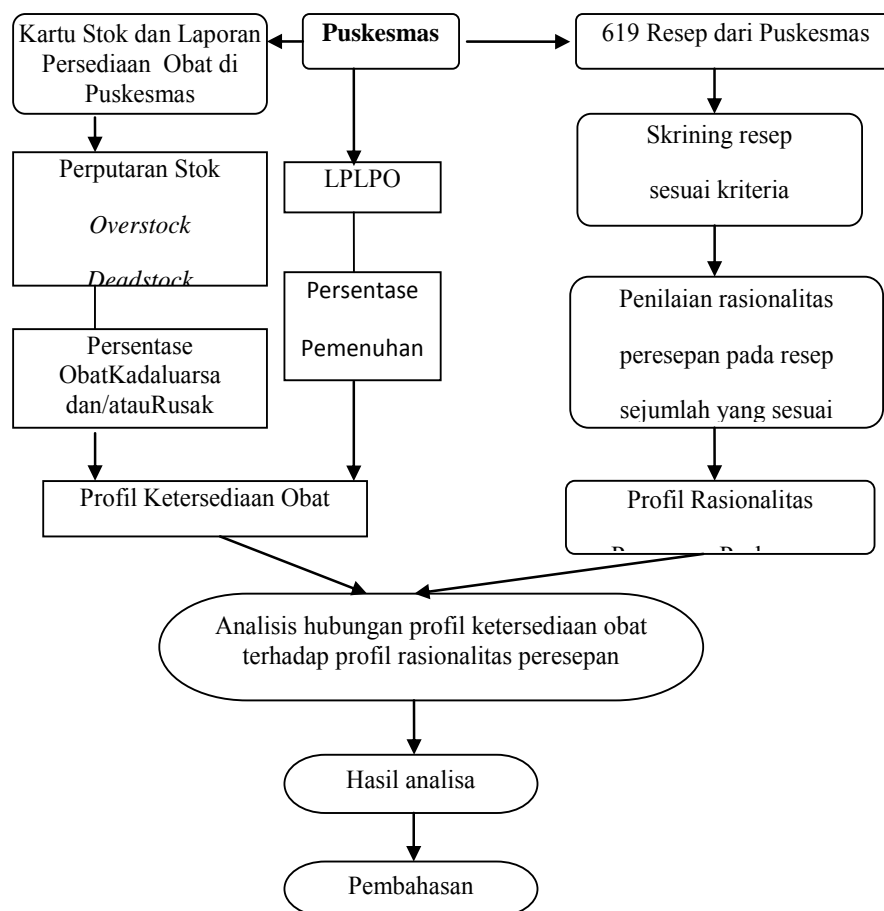 Kartu Stok dan Laporan
Persediaan Obat di
Puskesmas
Puskesmas
619 Resep dari Puskesmas
Perputaran Stok
Overstock
Deadstock
LPLPO
Skrining resep
sesuai kriteria
Persentase
ObatKadaluarsa
dan/atauRusak
Persentase
Pemenuhan
Penilaian rasionalitas
peresepan pada resep
sejumlah yang sesuai
Profil Ketersediaan Obat
Profil Rasionalitas
Analisis hubungan profil ketersediaan obat
terhadap profil rasionalitas peresepan
Hasil analisa
Pembahasan